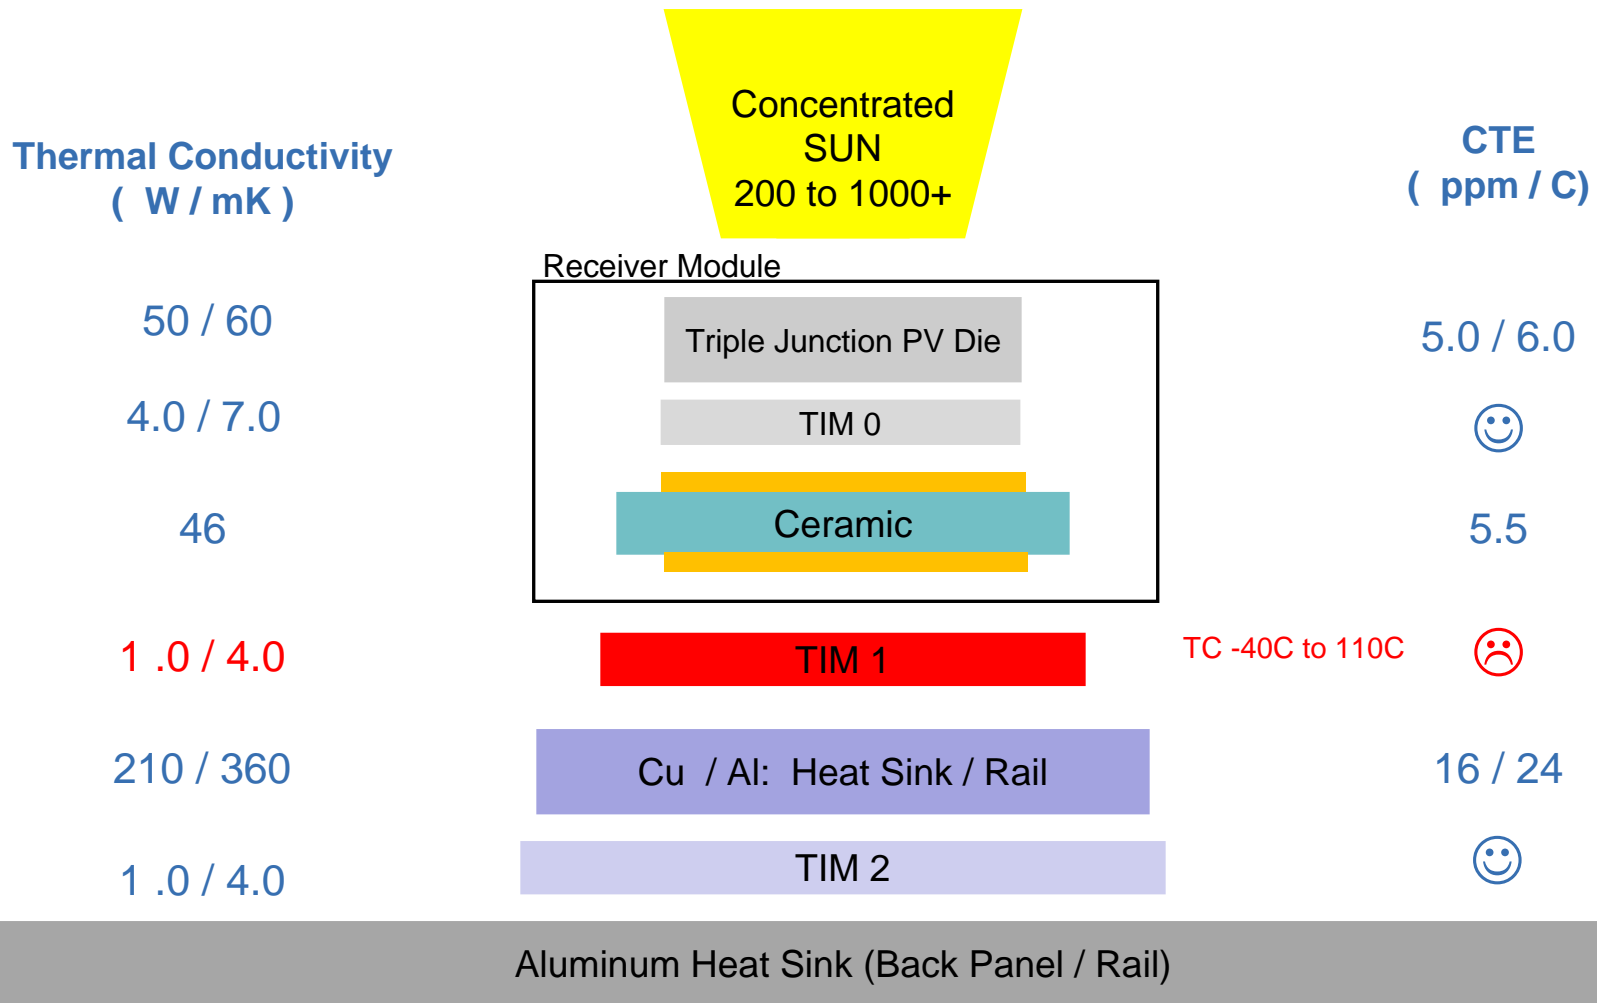 Concentrated
SUN
200 to 1000+
Thermal Conductivity
( W / mK )
CTE
( ppm / C)
Receiver Module
50 / 60
Triple Junction PV Die
5.0 / 6.0
4.0 / 7.0
TIM 0
46
Ceramic
5.5
1 .0 / 4.0
TIM 1
TC -40C to 110C
210 / 360
Cu / Al: Heat Sink / Rail
16 / 24
1 .0 / 4.0
TIM 2
Aluminum Heat Sink (Back Panel / Rail)